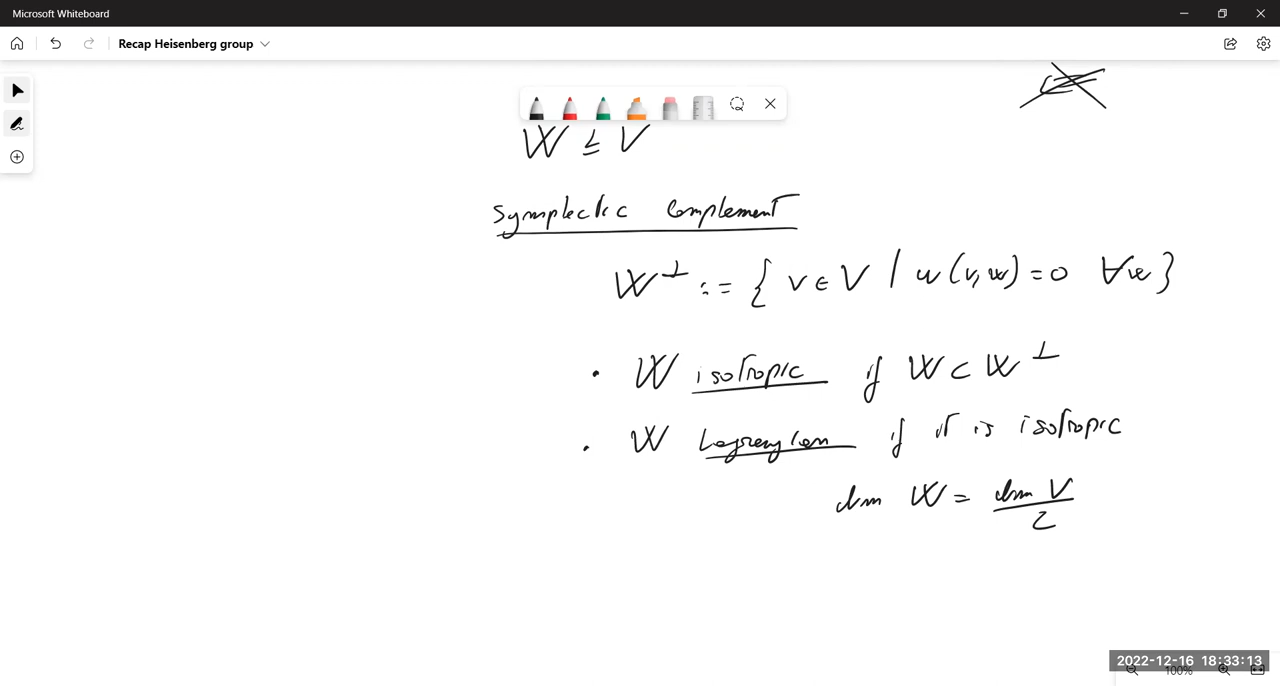 Microsoft Whiteboard
Recap Heisenberg group
W ≤ V
Symplectic complement
W⊥ := { v ∈ V / ω(v, w) = 0 ∀w }
• W isotropic if W ⊂ W⊥
• W Lagrangian if it is isotropic
dim W = dim V / 2
2022-12-16 18:33:13
100%